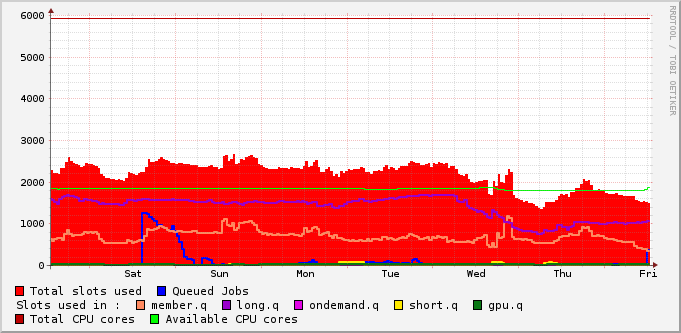 6000
5000
4000
3000
2000
1000
0
Sat Sun Mon Tue Wed Thu Fri
RRDTOOL / TOBI OETIKER
Total slots used Queued Jobs
Slots used in : member.q long.q ondemand.q short.q gpu.q
Total CPU cores Available CPU cores